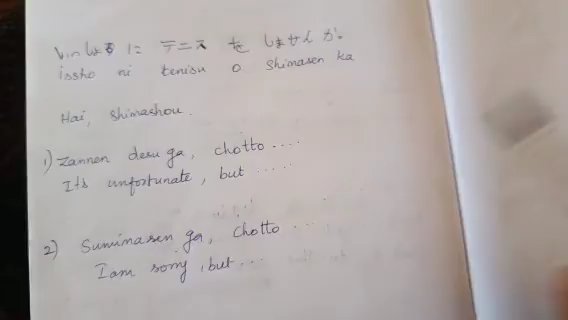 いっしょに テニス を しませんか。
issho ni tenisu o shimasen ka
Hai, shimashou.
1) Zannen desu ga, chotto ....
Its unfortunate, but .....
2) Sumimasen ga, chotto ...
I am sorry, but ...